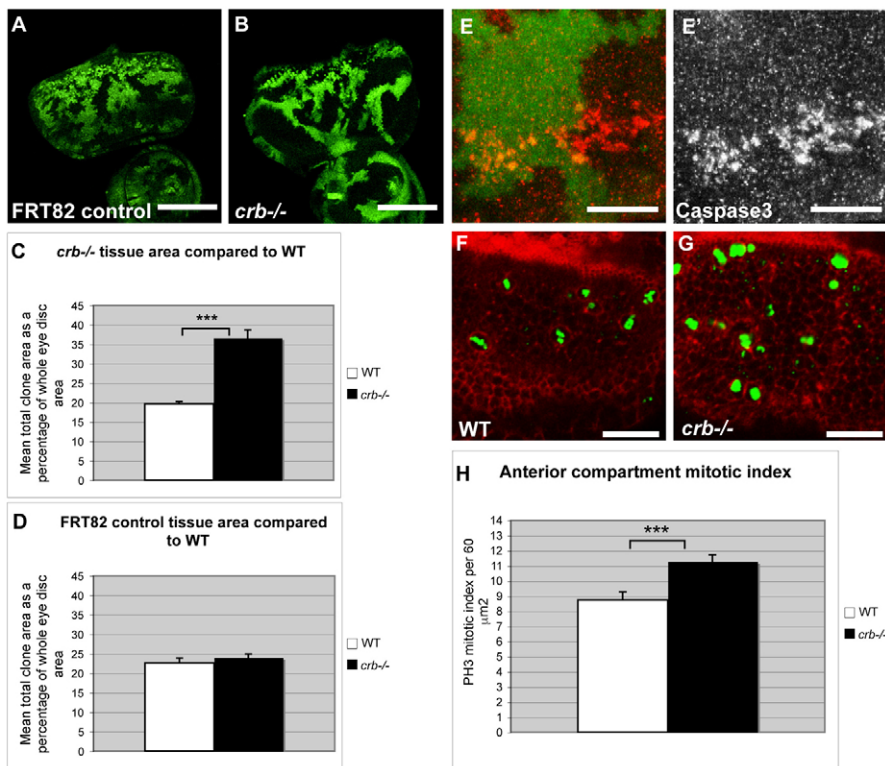 A
FRT82 control
B
crb-/-
C
crb-/- tissue area compared to WT
Mean total clone area as a
percentage of whole eye disc
area
45
40
35
30
25
20
15
10
5
0
***
WT
crb-/-
D
FRT82 control tissue area compared
to WT
Mean total clone area as a
percentage of whole eye disc
area
45
40
35
30
25
20
15
10
5
0
WT
crb-/-
E
E'
Caspase3
F
WT
G
crb-/-
H
Anterior compartment mitotic index
PH3 mitotic index per 60
µm2
14
13
12
11
10
9
8
7
6
5
4
3
2
1
0
***
WT
crb-/-